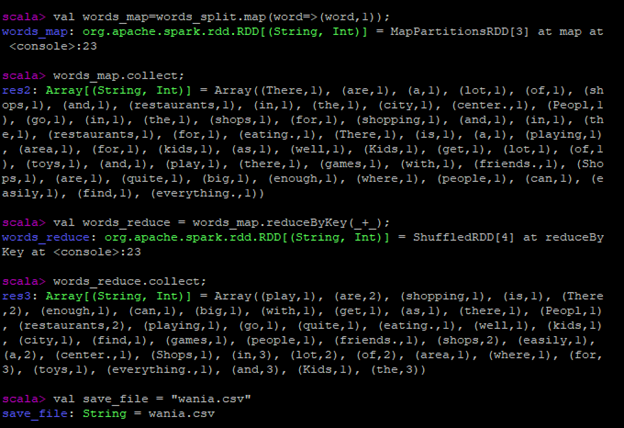 scala> val words_map=words_split.map(word=>(word,1));
words_map: org.apache.spark.rdd.RDD[(String, Int)] = MapPartitionsRDD[3] at map at
 <console>:23
scala> words_map.collect;
res2: Array[(String, Int)] = Array((There,1), (are,1), (a,1), (lot,1), (of,1), (sh
ops,1), (and,1), (restaurants,1), (in,1), (the,1), (city,1), (center.,1), (Peopl,1
), (go,1), (in,1), (the,1), (shops,1), (for,1), (shopping,1), (and,1), (in,1), (th
e,1), (restaurants,1), (for,1), (eating.,1), (There,1), (is,1), (a,1), (playing,1)
, (area,1), (for,1), (kids,1), (as,1), (well,1), (Kids,1), (get,1), (lot,1), (of,1
), (toys,1), (and,1), (play,1), (there,1), (games,1), (with,1), (friends.,1), (Sho
ps,1), (are,1), (quite,1), (big,1), (enough,1), (where,1), (people,1), (can,1), (e
asily,1), (find,1), (everything.,1))
scala> val words_reduce = words_map.reduceByKey(_+_);
words_reduce: org.apache.spark.rdd.RDD[(String, Int)] = ShuffledRDD[4] at reduceBy
Key at <console>:23
scala> words_reduce.collect;
res3: Array[(String, Int)] = Array((play,1), (are,2), (shopping,1), (is,1), (There
,2), (enough,1), (can,1), (big,1), (with,1), (get,1), (as,1), (there,1), (Peopl,1)
, (restaurants,2), (playing,1), (go,1), (quite,1), (eating.,1), (well,1), (kids,1)
, (city,1), (find,1), (games,1), (people,1), (friends.,1), (shops,2), (easily,1),
(a,2), (center.,1), (Shops,1), (in,3), (lot,2), (of,2), (area,1), (where,1), (for,
3), (toys,1), (everything.,1), (and,3), (Kids,1), (the,3))
scala> val save_file = "wania.csv"
save_file: String = wania.csv